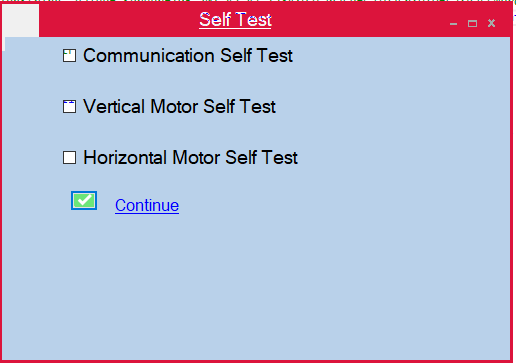 Self Test
Communication Self Test
Vertical Motor Self Test
Horizontal Motor Self Test
Continue